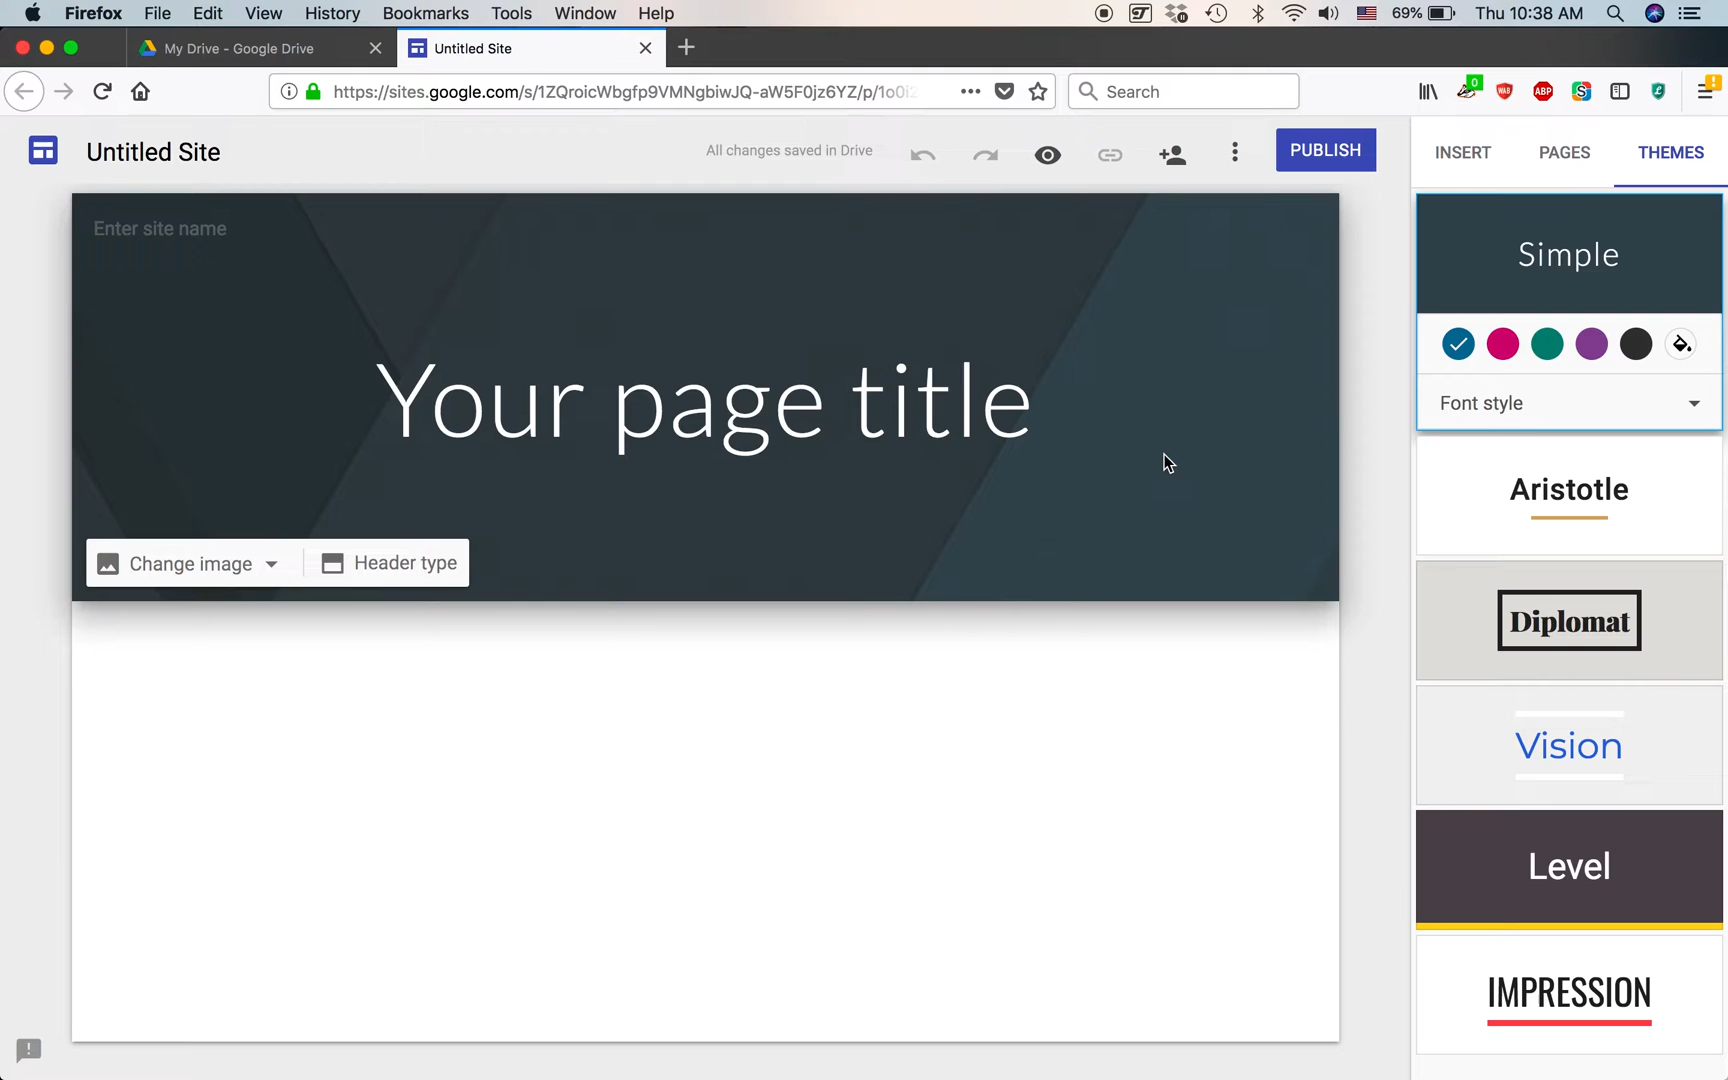 Firefox File Edit View History Bookmarks Tools Window Help 69% Thu 10:38 AM
My Drive - Google Drive Untitled Site
https://sites.google.com/s/1ZQroicWbgfp9VMNgbiwJQ-aW5F0jz6YZ/p/1o0i Search 0
WAB ABP S
Untitled Site All changes saved in Drive PUBLISH INSERT PAGES THEMES
Enter site name
Simple
Your page title
Font style
Aristotle
Change image Header type
Diplomat
Vision
Level
IMPRESSION